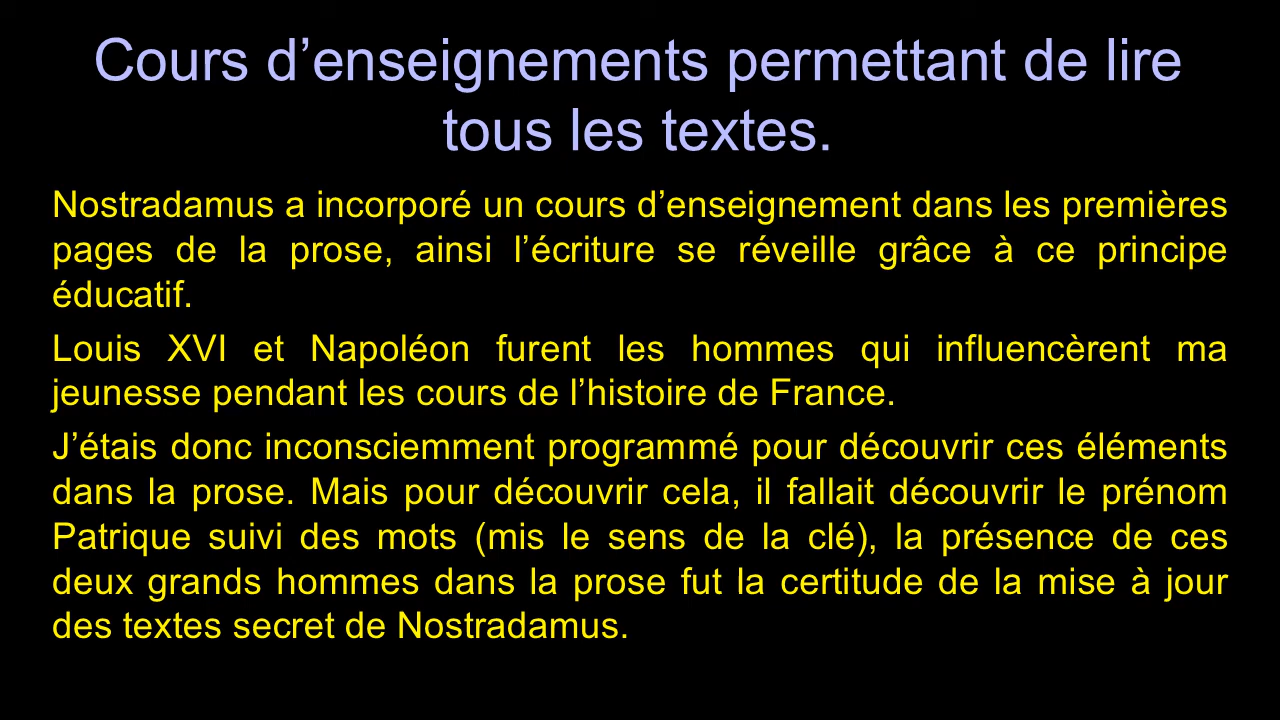 Cours d’enseignements permettant de lire
tous les textes.
Nostradamus a incorporé un cours d’enseignement dans les premières
pages de la prose, ainsi l’écriture se réveille grâce à ce principe
éducatif.
Louis XVI et Napoléon furent les hommes qui influencèrent ma
jeunesse pendant les cours de l’histoire de France.
J’étais donc inconsciemment programmé pour découvrir ces éléments
dans la prose. Mais pour découvrir cela, il fallait découvrir le prénom
Patrique suivi des mots (mis le sens de la clé), la présence de ces
deux grands hommes dans la prose fut la certitude de la mise à jour
des textes secret de Nostradamus.